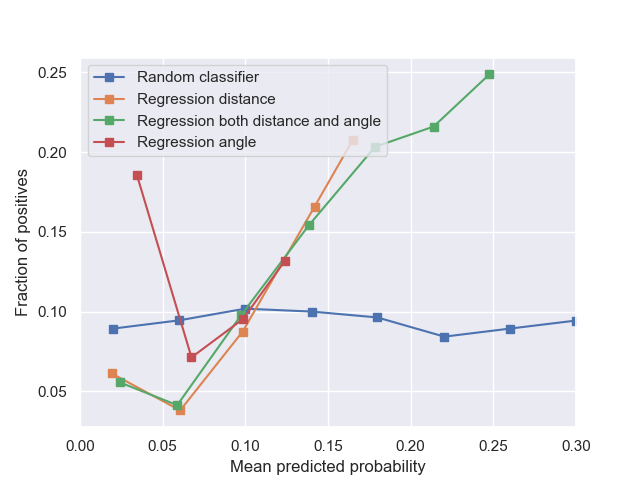 Random classifier
Regression distance
Regression both distance and angle
Regression angle
0.25
0.20
0.15
0.10
0.05
Fraction of positives
0.00 0.05 0.10 0.15 0.20 0.25 0.30
Mean predicted probability